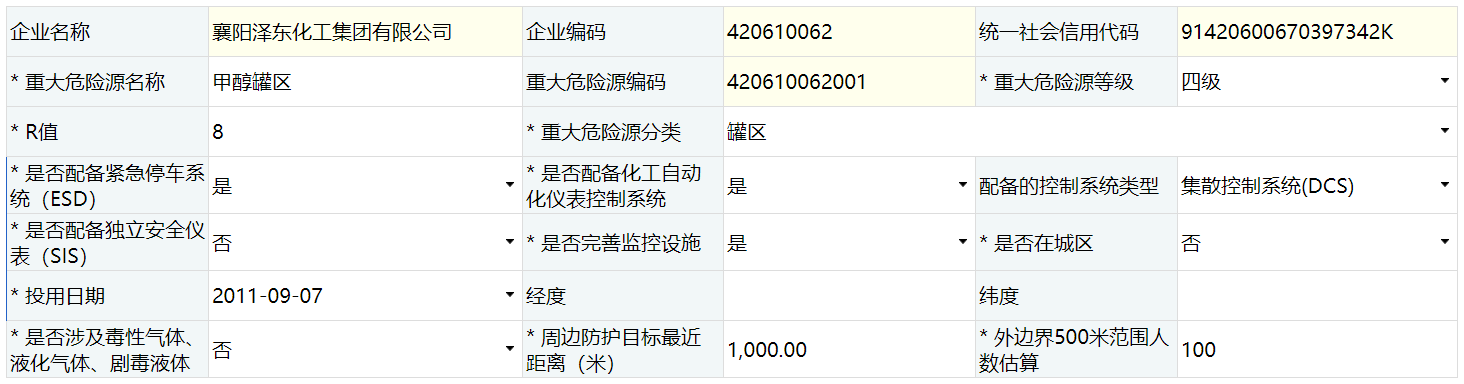 企业名称 襄阳泽东化工集团有限公司 企业编码 420610062 统一社会信用代码 91420600670397342K
* 重大危险源名称 甲醇罐区 重大危险源编码 420610062001 * 重大危险源等级 四级
* R值 8 * 重大危险源分类 罐区
* 是否配备紧急停车系
统（ESD）
是
* 是否配备化工自动
化仪表控制系统
是 配备的控制系统类型 集散控制系统(DCS)
* 是否配备独立安全仪
表（SIS）
否 * 是否完善监控设施 是 * 是否在城区 否
* 投用日期 2011-09-07 经度 纬度
* 是否涉及毒性气体、
液化气体、剧毒液体
否
* 周边防护目标最近
距离（米）
1,000.00
* 外边界500米范围人
数估算
100